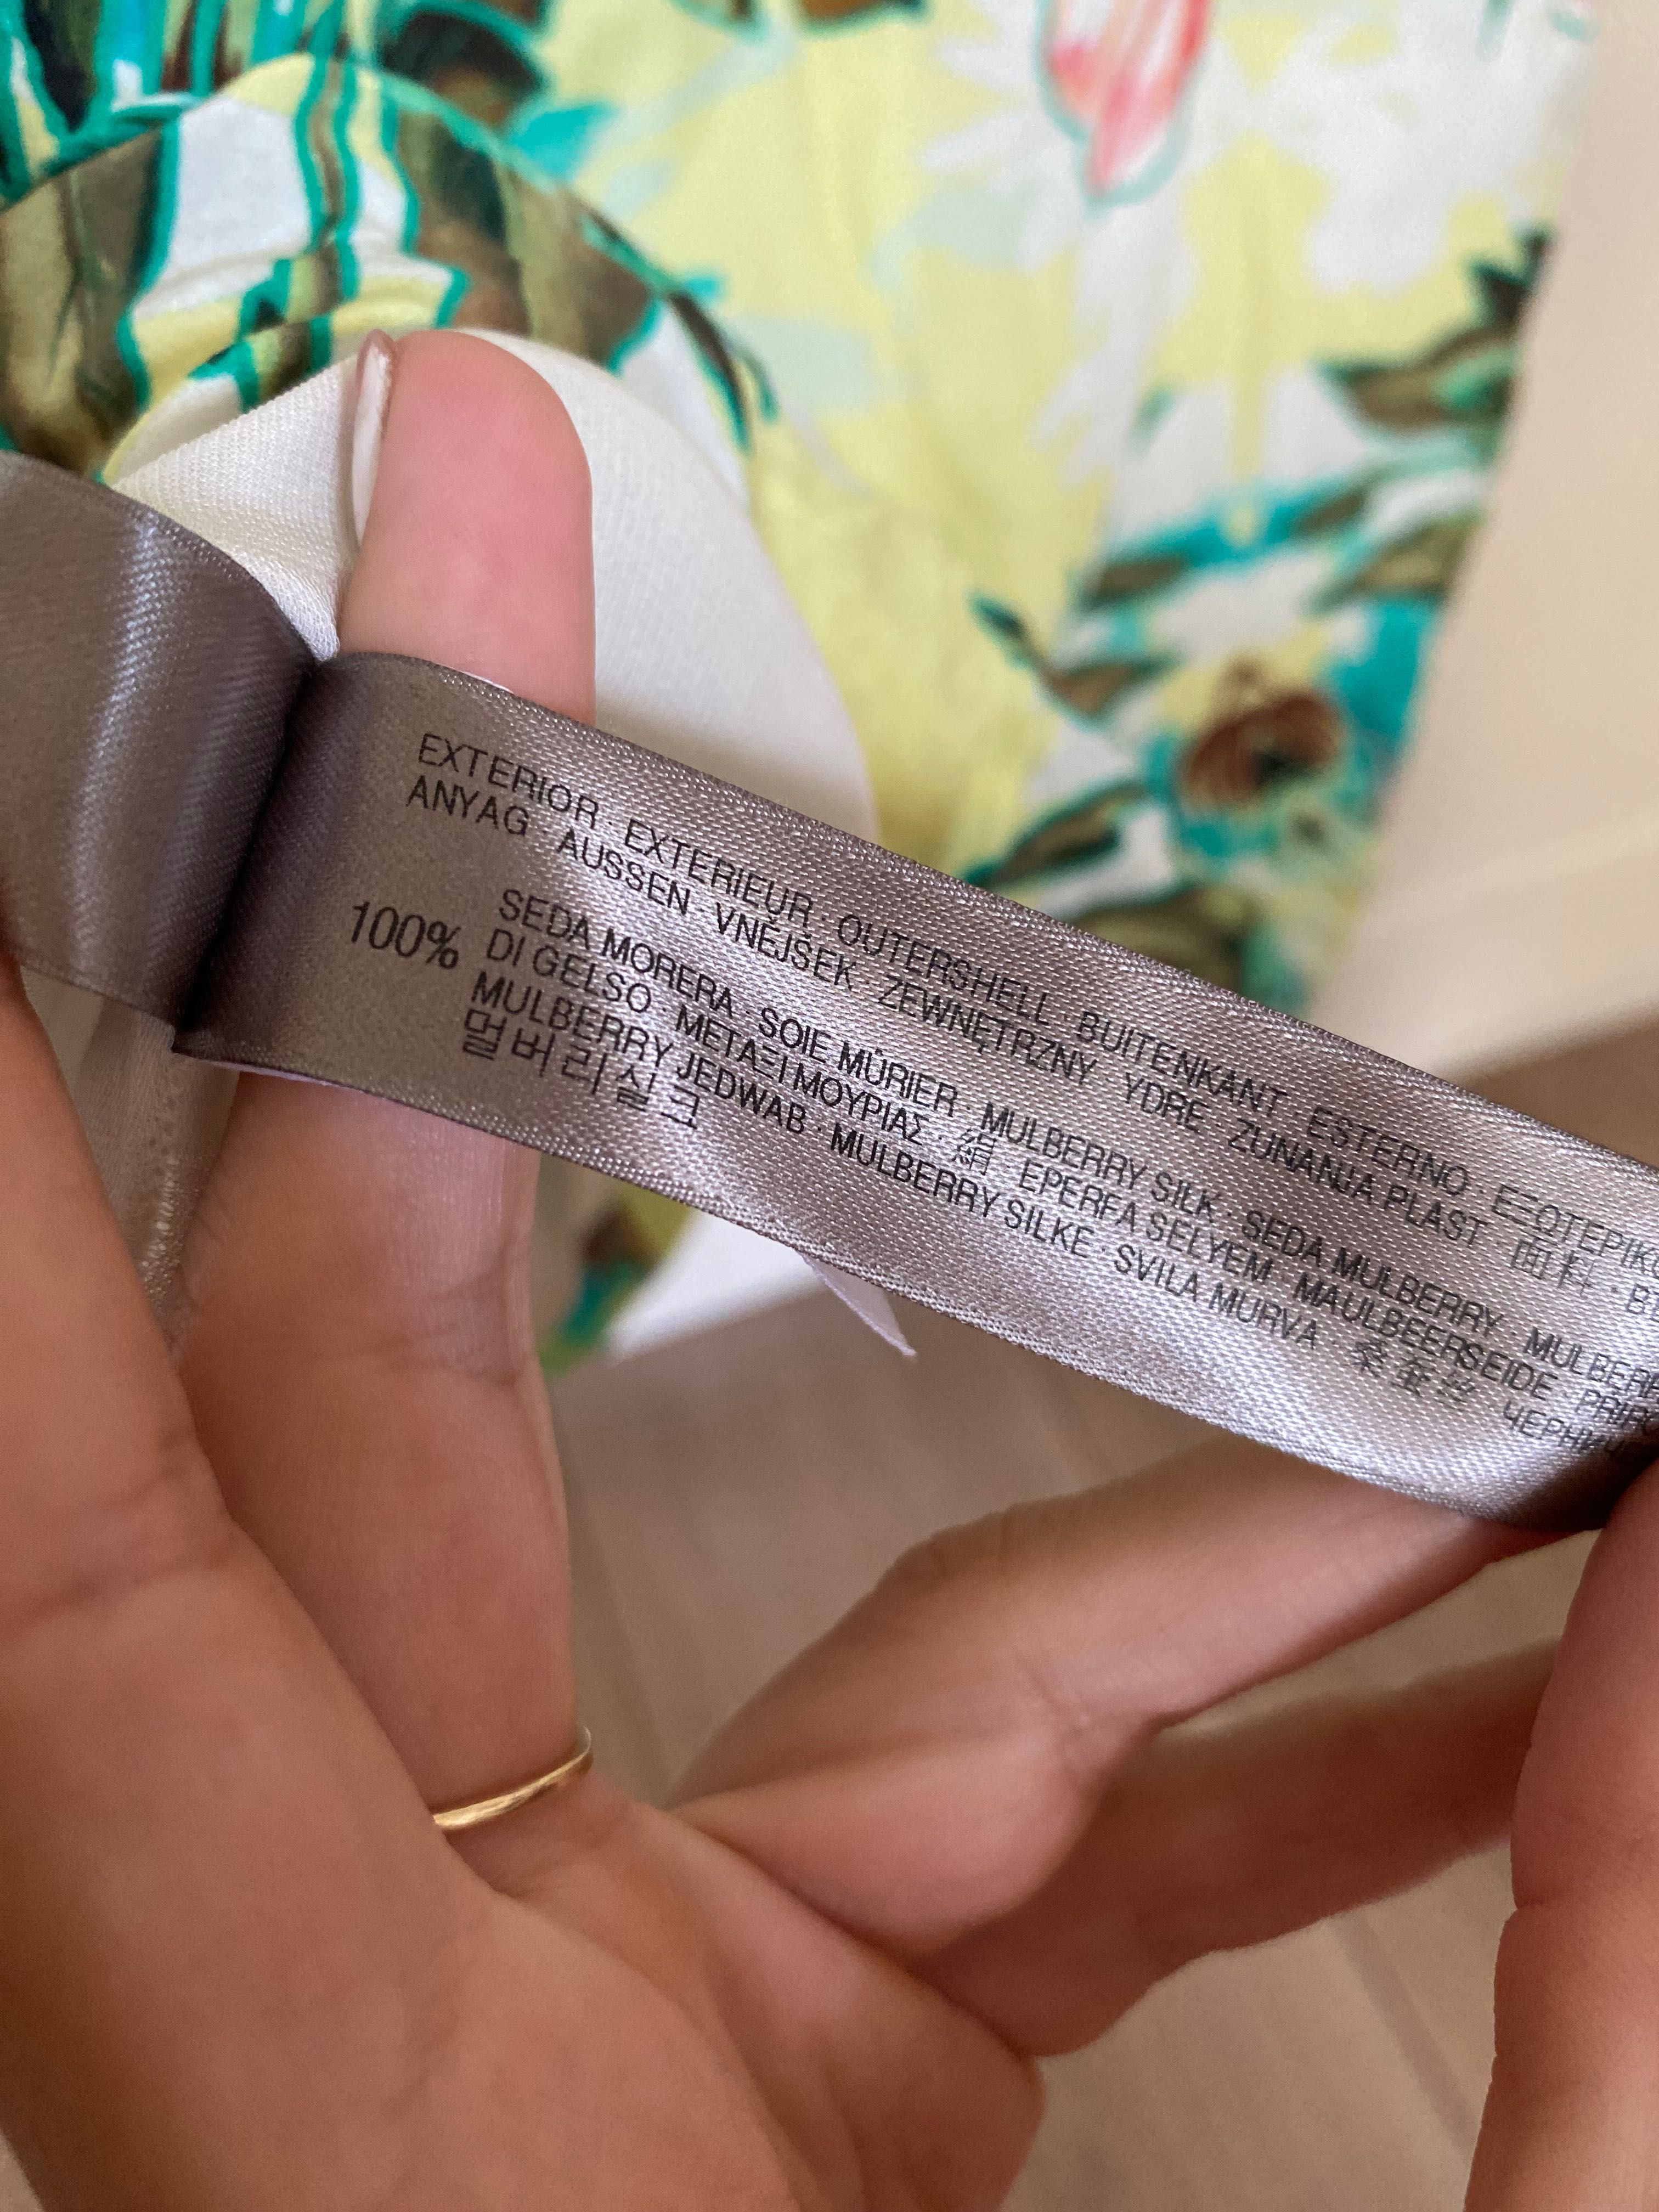 EXTERIOR · EXTERIEUR · OUTERSHELL · BUITENKANT · ESTERNO · ΕΞΩΤΕΡΙΚ
ANYAG · AUSSEN · VNĚJŠEK · ZEWNĘTRZNY · YDRE · ZUNANJA PLAST · 面料
SEDA MORERA · SOIE MÛRIER · MULBERRY SILK · SEDA MULBERRY ·
100% DI GELSO · ΜΕΤΑΞΙ ΜΟΥΡΙΑΣ · 絹 · EPERFA SELYEM · MAULBEERSEIDE
MULBERRY JEDWAB · MULBERRY SILKE · SVILA MURVA · 桑蚕丝
멀버리실크